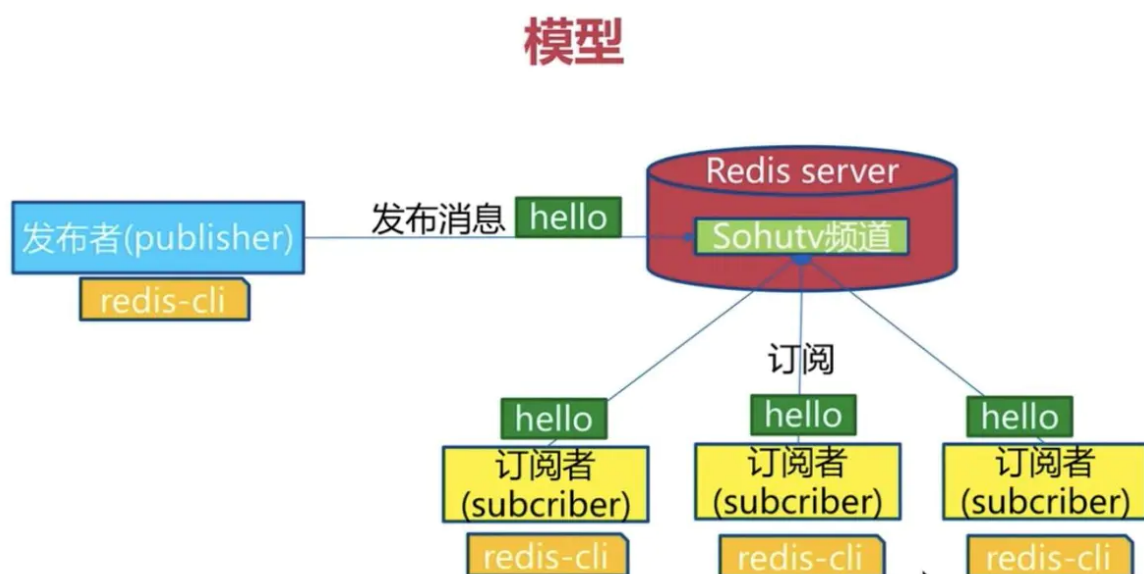 模型
Redis server
发布消息 hello
发布者(publisher)
Sohutv频道
redis-cli
订阅
hello
hello
hello
订阅者
(subcriber)
订阅者
(subcriber)
订阅者
(subcriber)
redis-cli
redis-cli
redis-cli